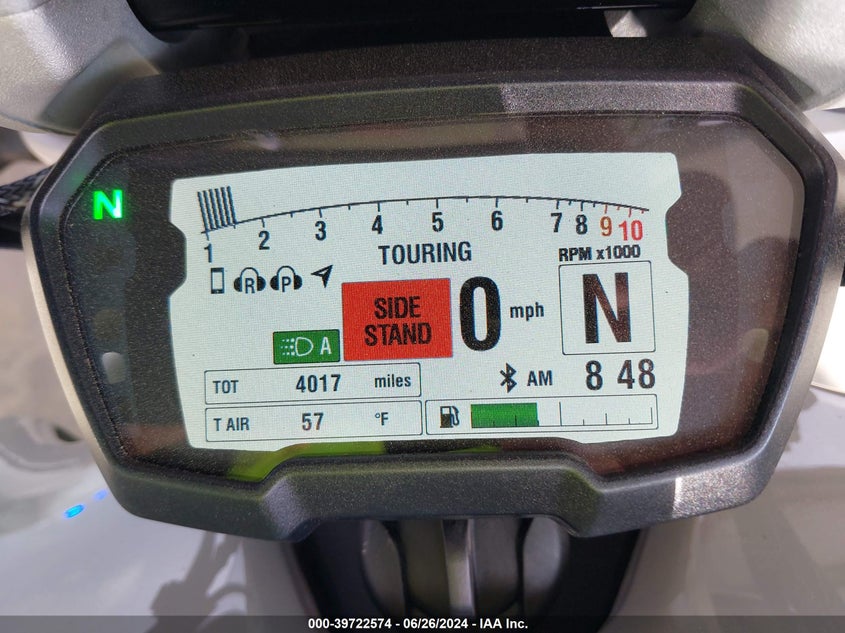 N
1 2 3 4 5 6 7 8 9 10
TOURING
RPM x1000
R P
SIDE
STAND
0 mph
N
A
TOT 4017 miles
AM 8 48
T AIR 57 °F
000-39722574 / 06/26/2024 - IAA Inc.